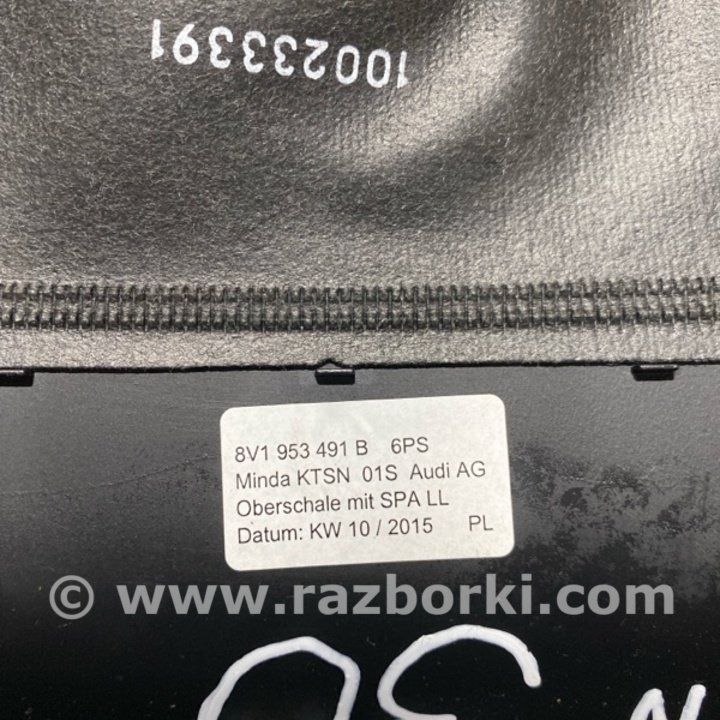 100233391
8V1 953 491 B 6PS
Minda KTSN 01S Audi AG
Oberschale mit SPA LL
Datum: KW 10 / 2015 PL
© www.razborki.com